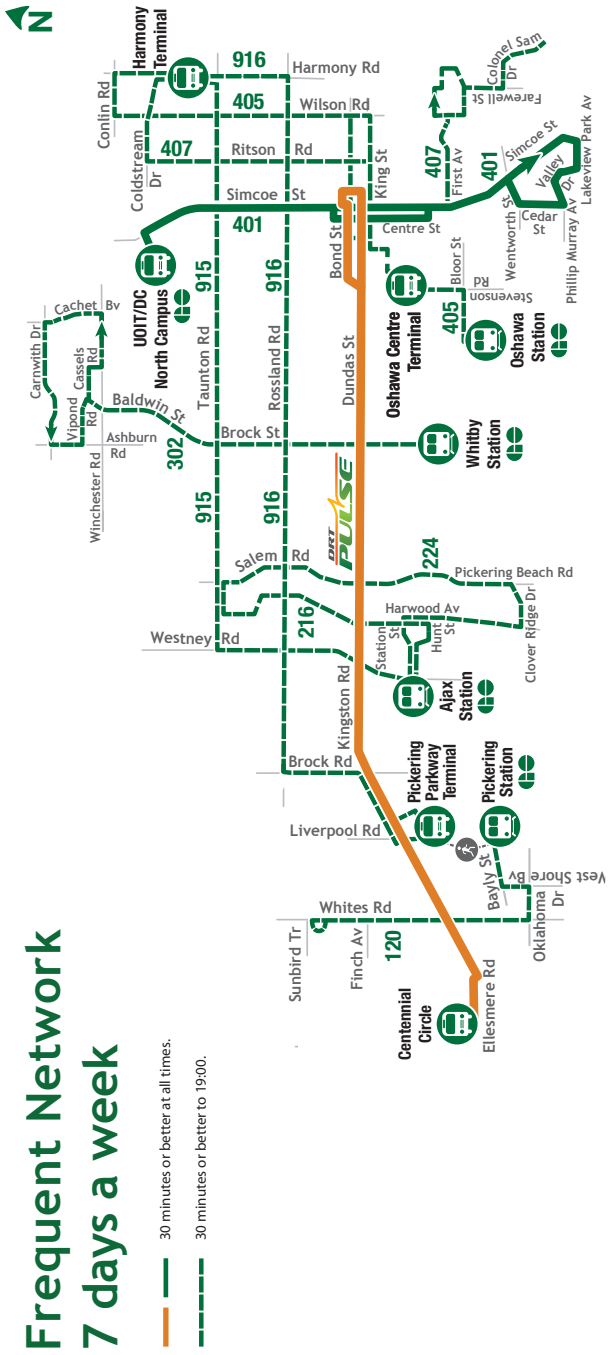 Frequent Network
7 days a week
30 minutes or better at all times.
30 minutes or better to 19:00.
N
Harmony
Terminal
916
Harmony Rd
Conlin Rd
405
Wilson Rd
407
Ritson Rd
Coldstream
Dr
Simcoe St
401
King St
Bond St
Centre St
UOIT/DC
North Campus
915
916
Taunton Rd
Rossland Rd
Dundas St
Colonel Sam
Dr
Farewell St
407
First Av
401
Simcoe St
Valley
Dr
Lakeview Park Av
Wentworth St
Cedar
St
Phillip Murray Av
Bloor St
Stevenson
Rd
405
Oshawa Centre
Terminal
Oshawa
Station
Carnwith Dr
Cachet Bv
Cassels
Rd
Vipond
Rd
Baldwin St
Ashburn
Rd
Winchester Rd
302
Brock St
Whitby
Station
915
916
DRT
PULSE
Salem Rd
224
Pickering Beach Rd
216
Harwood Av
Station
St
Hunt
St
Clover Ridge Dr
Westney Rd
Ajax
Station
Kingston Rd
Brock Rd
Liverpool Rd
Pickering
Parkway
Terminal
Pickering
Station
Bayly St
West Shore Bv
Oklahoma
Dr
Whites Rd
Sunbird Tr
Finch Av
120
Centennial
Circle
Ellesmere Rd